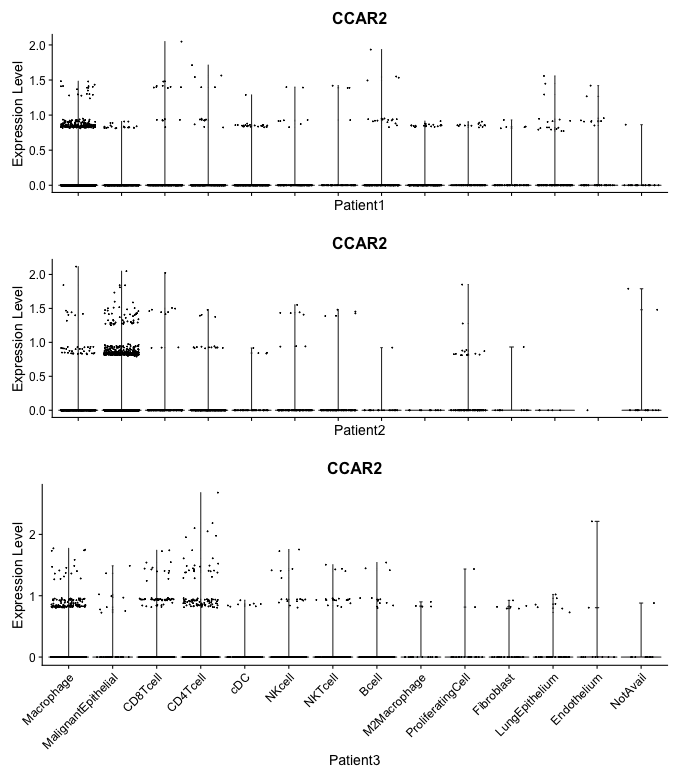 CCAR2
Expression Level
2.0
1.5
1.0
0.5
0.0
Patient1
CCAR2
Expression Level
2.0
1.5
1.0
0.5
0.0
Patient2
CCAR2
Expression Level
2
1
0
Macrophage
MalignantEpithelial
CD8Tcell
CD4Tcell
cDC
NKcell
NKTcell
Bcell
M2Macrophage
ProliferatingCell
Fibroblast
LungEpithelium
Endothelium
NotAvail
Patient3